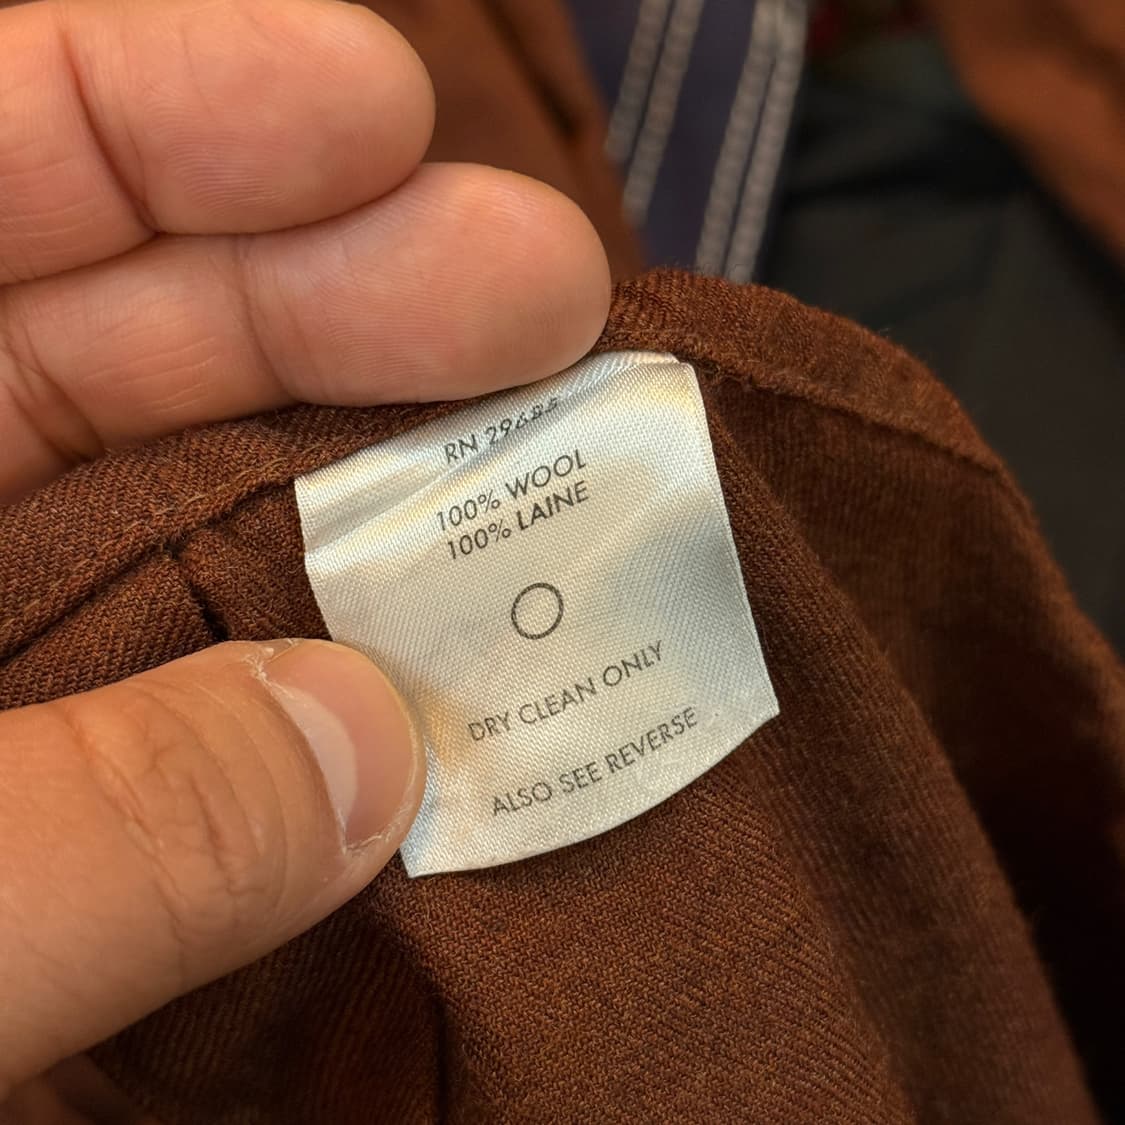 RN
100% WOOL
100% LAINE
DRY CLEAN ONLY
ALSO SEE REVERSE